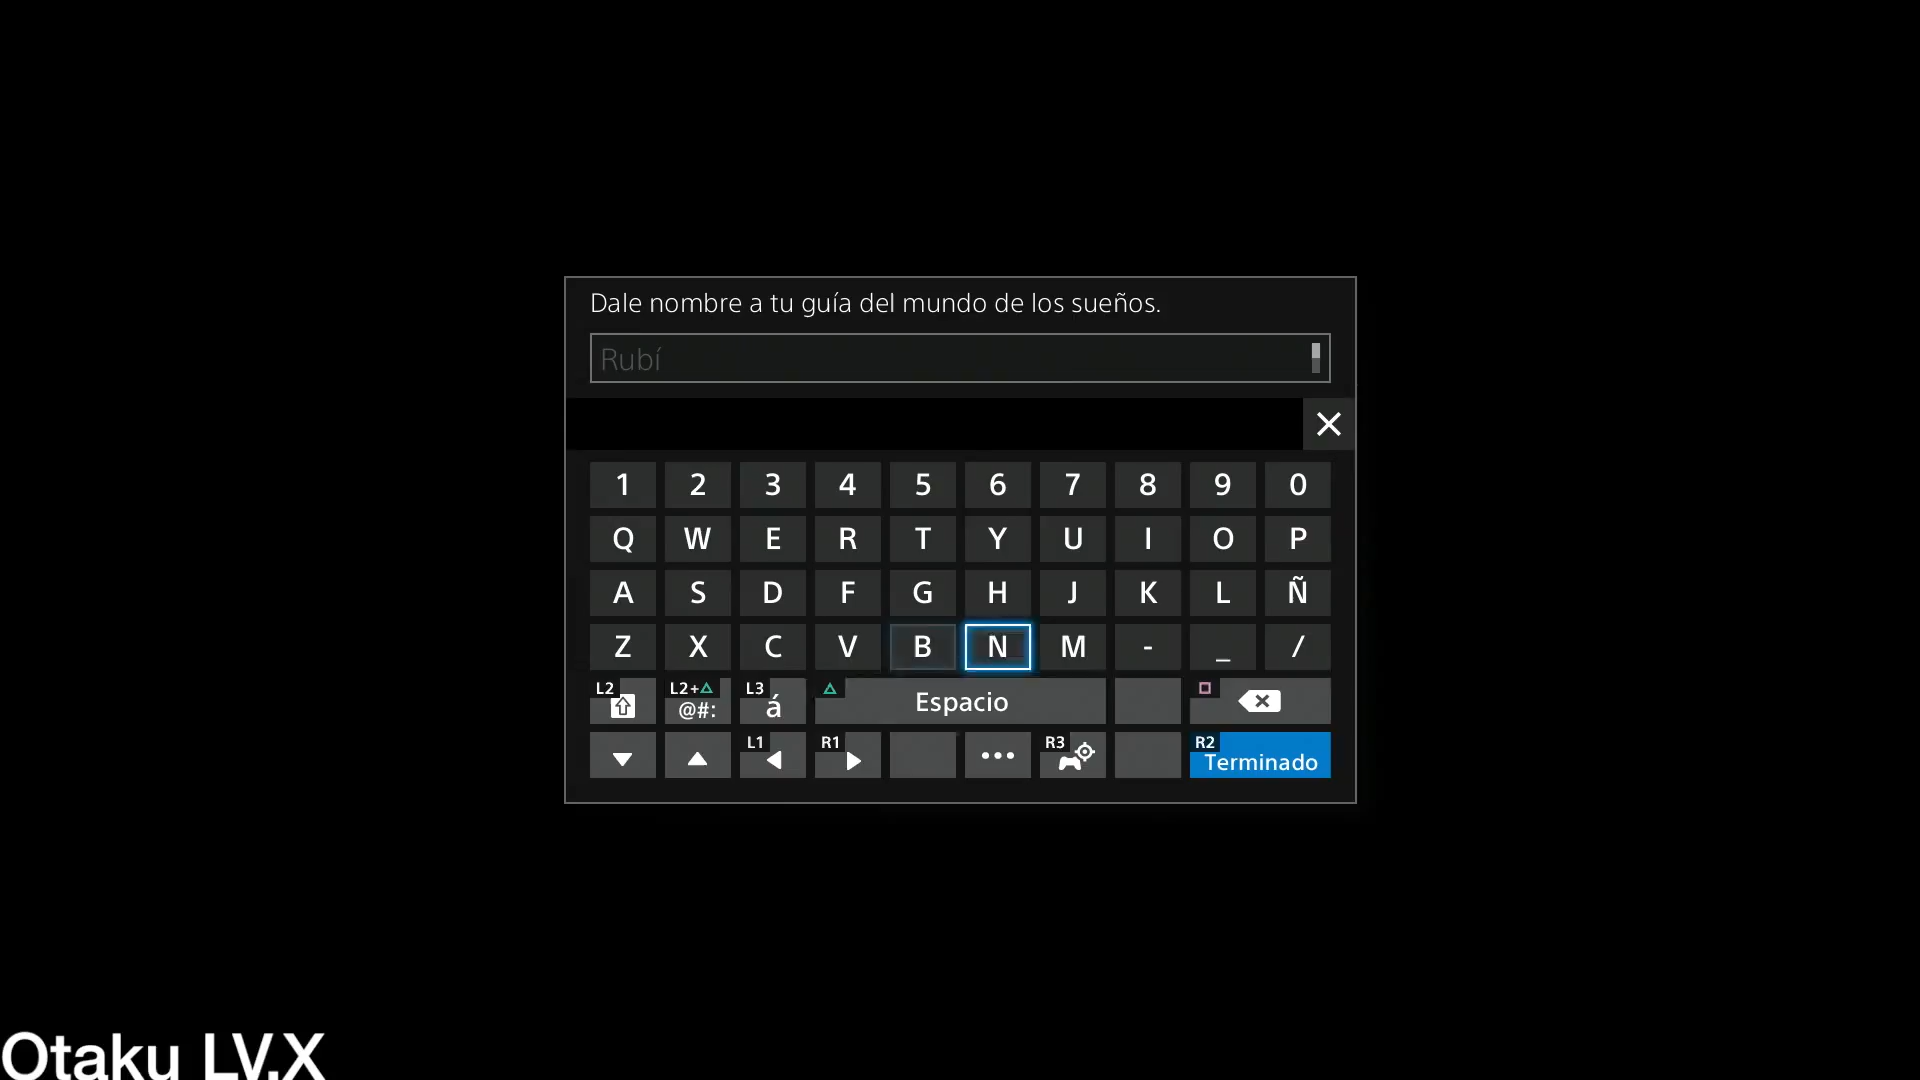 Dale nombre a tu guía del mundo de los sueños.
Rubí
1 2 3 4 5 6 7 8 9 0
Q W E R T Y U I O P
A S D F G H J K L Ñ
Z X C V B N M - _ /
L2 L2+△ @#: L3 á △ Espacio □
L1 R1 ... R3 R2 Terminado
Otaku LV.X